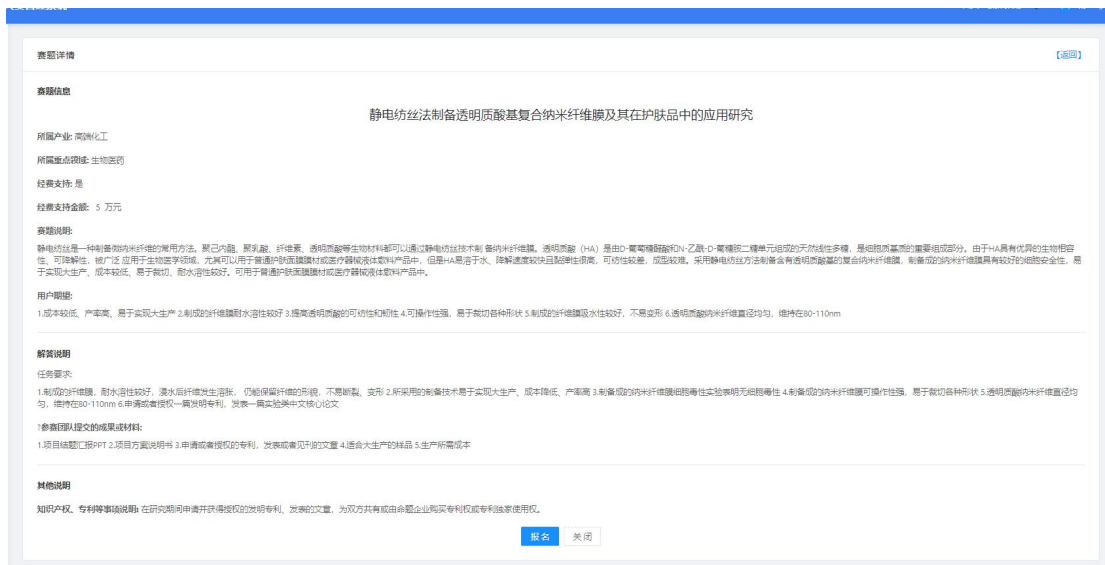 赛题详情
【返回】
赛题信息
静电纺丝法制备透明质酸基复合纳米纤维膜及其在护肤品中的应用研究
所属产业: 高端化工
所属重点领域: 生物医药
经费支持: 是
经费支持金额: 5 万元
赛题说明:
静电纺丝是一种制备微纳米纤维的常用方法。聚己内酯、聚乳酸、纤维素、透明质酸等生物材料都可以通过静电纺丝技术制 备纳米纤维膜。透明质酸（HA）是由D-葡萄糖醛酸和N-乙酰-D-葡糖胺二糖单元组成的天然线性多糖，是细胞质基质的重要组成部分。由于HA具有优异的生物相容
性、可降解性，被广泛 应用于生物医学领域，尤其可以用于普通护肤面膜膜材或医疗器械液体敷料产品中，但是HA易溶于水、降解速度较快且黏弹性很高，可纺性较差，成型较难。采用静电纺丝方法制备含有透明质酸基的复合纳米纤维膜，制备成的纳米纤维膜具有较好的细胞安全性，易
于实现大生产、成本较低、易于裁切、耐水溶性较好。可用于普通护肤面膜膜材或医疗器械液体敷料产品中。
用户期望:
1.成本较低、产率高、易于实现大生产 2.制成的纤维膜耐水溶性较好 3.提高透明质酸的可纺性和韧性 4.可操作性强，易于裁切各种形状 5.制成的纤维膜吸水性好，不易变形 6.透明质酸纳米纤维直径均匀，维持在80-110nm
解答说明
任务要求:
1.制成的纤维膜，耐水溶性较好，浸水后纤维发生溶胀， 仍能保留纤维的形貌，不易断裂、变形 2.所采用的制备技术易于实现大生产、成本降低、产率高 3.制备成的纳米纤维膜细胞毒性实验表明无细胞毒性 4.制备成的纳米纤维膜可操作性强，易于裁切各种形状 5.透明质酸纳米纤维直径均
匀，维持在80-110nm 6.申请或者授权一篇发明专利，发表一篇实验类中文核心论文
参赛团队提交的成果或材料:
1.项目结题汇报PPT 2.项目方案说明书 3.申请或者授权的专利，发表或者见刊的文章 4.适合大生产的样品 5.生产所需成本
其他说明
知识产权、专利等事项说明: 在研究期间申请并获得授权的发明专利、发表的文章，为双方共有或由命题企业购买专利权或专利独家使用权。
报名
关闭